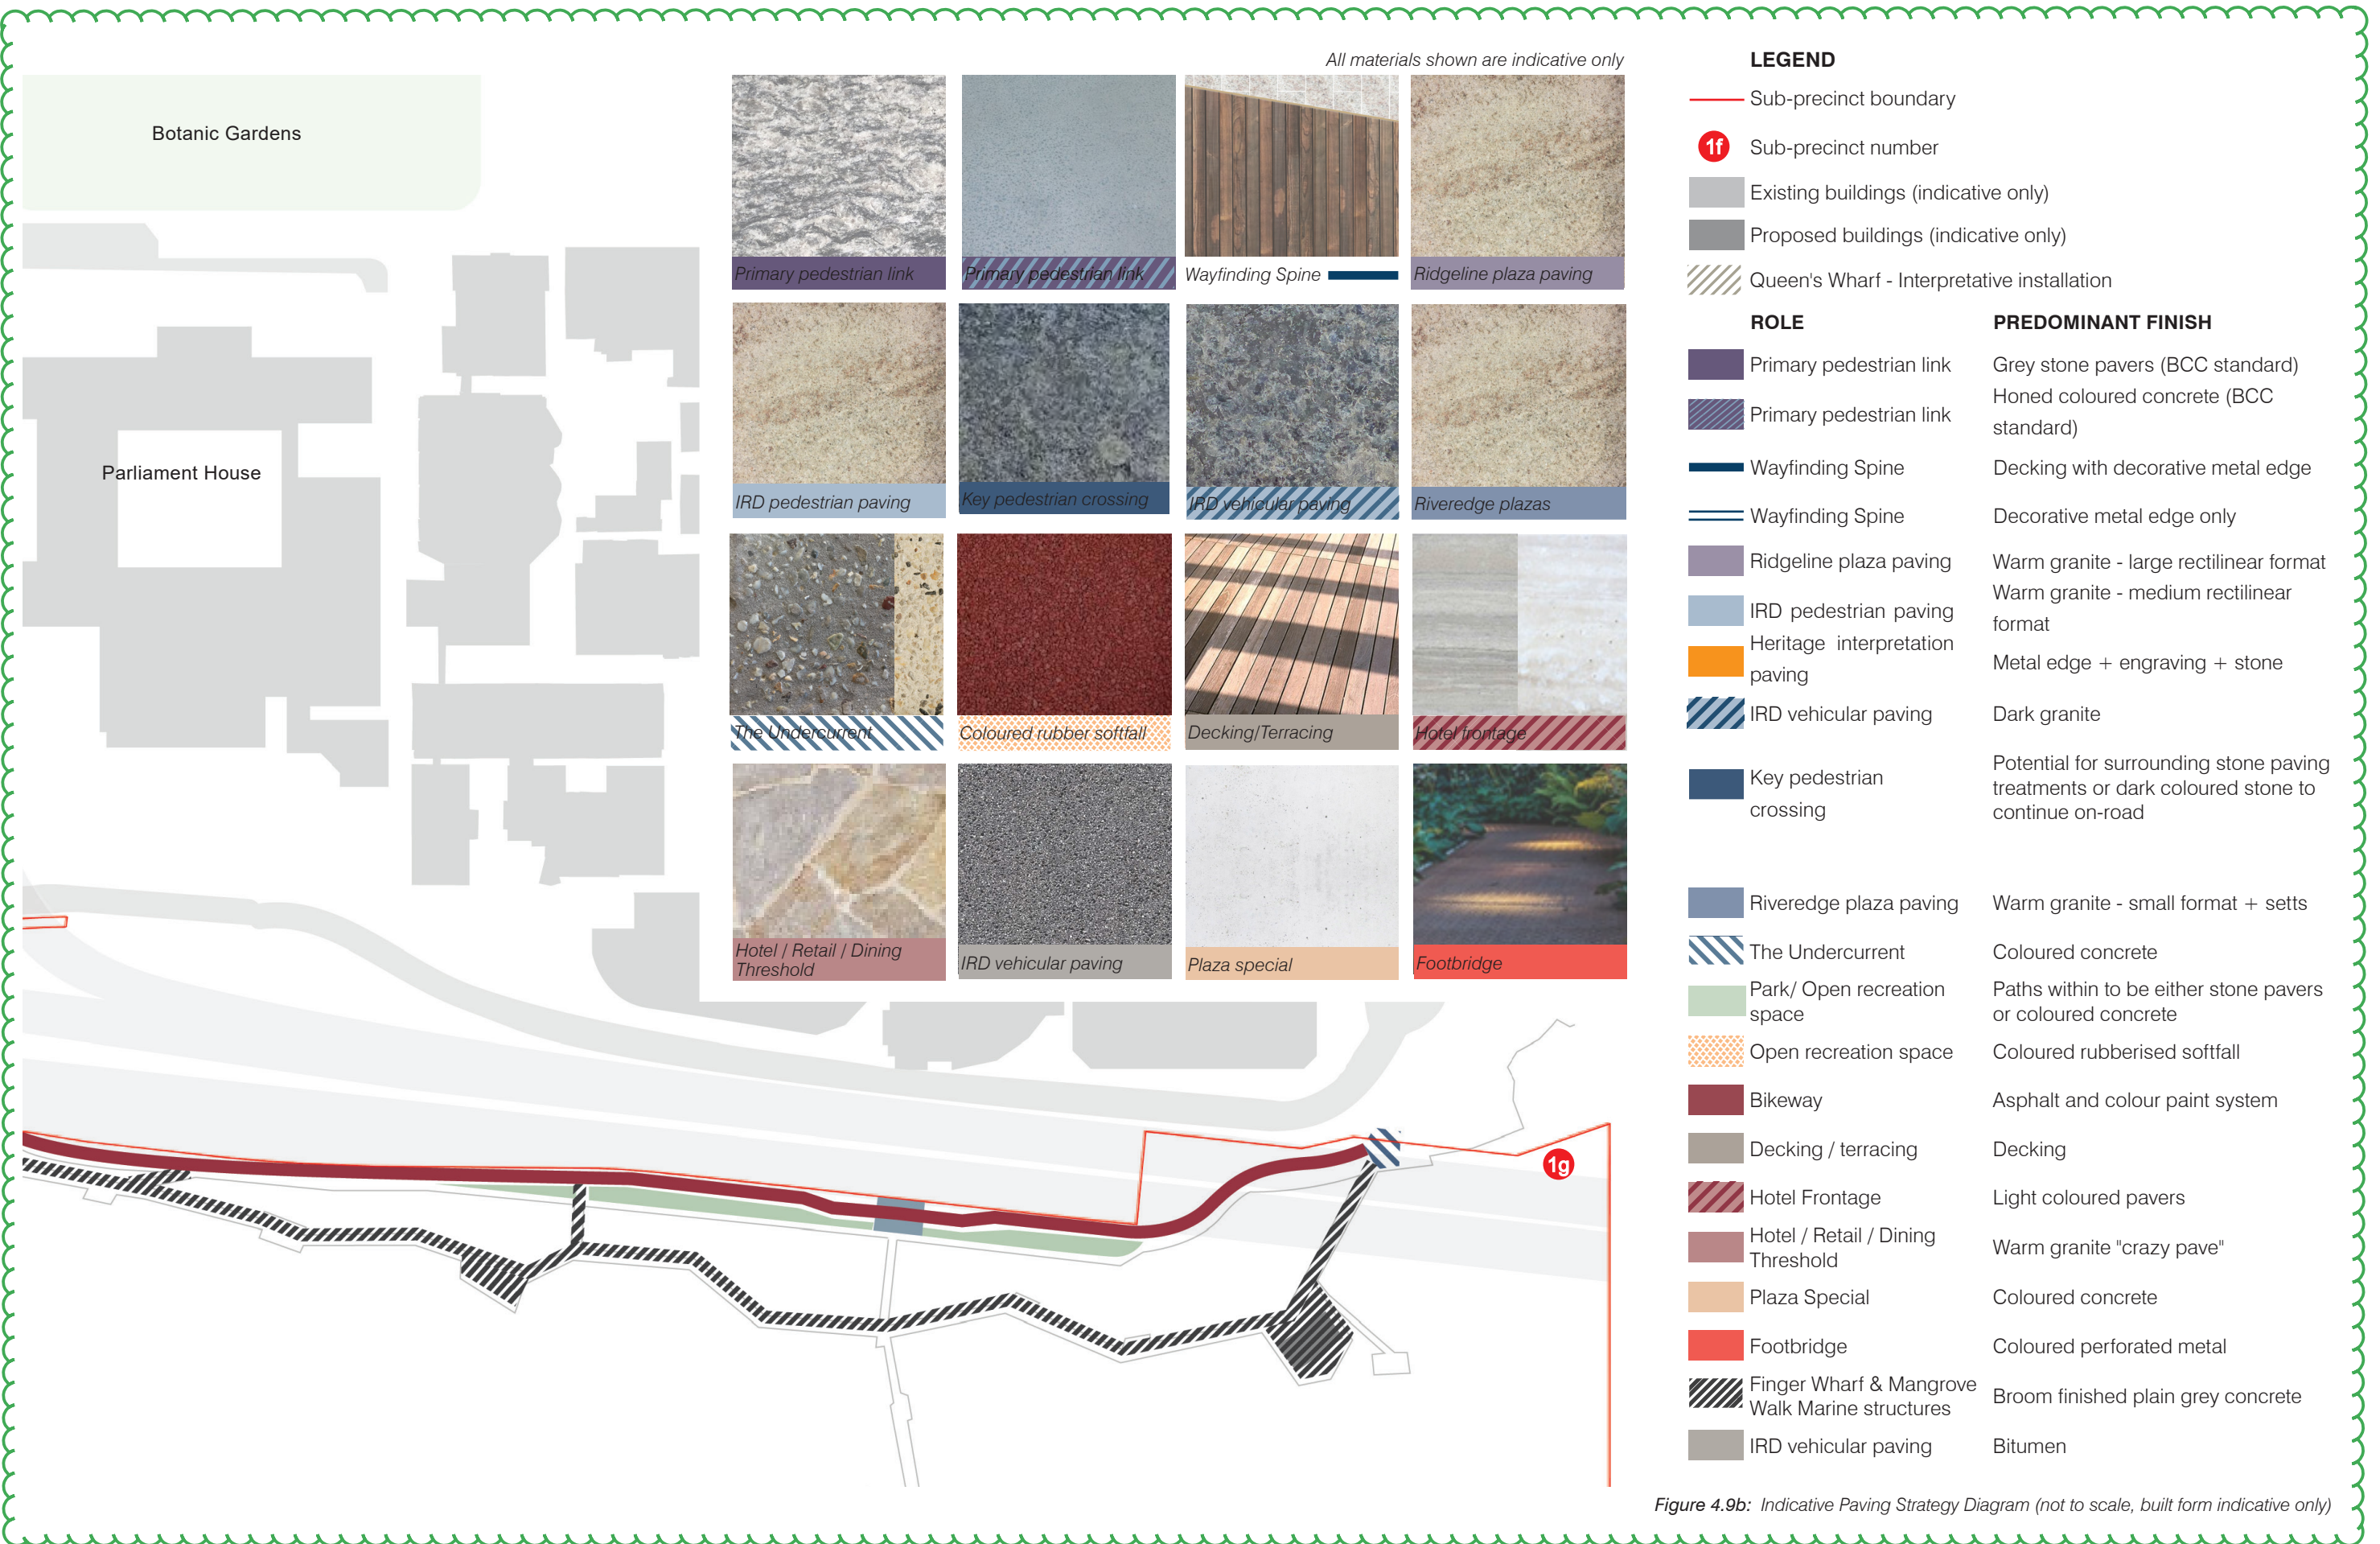 All materials shown are indicative only
Botanic Gardens
Parliament House
Primary pedestrian link
Primary pedestrian link
Wayfinding Spine
Ridgeline plaza paving
IRD pedestrian paving
Key pedestrian crossing
IRD vehicular paving
Riveredge plazas
The Undercurrent
Coloured rubber softfall
Decking/Terracing
Hotel frontage
Hotel / Retail / Dining
Threshold
IRD vehicular paving
Plaza special
Footbridge
1g
LEGEND
Sub-precinct boundary
1f Sub-precinct number
Existing buildings (indicative only)
Proposed buildings (indicative only)
Queen's Wharf - Interpretative installation
ROLE PREDOMINANT FINISH
Primary pedestrian link Grey stone pavers (BCC standard)
Primary pedestrian link Honed coloured concrete (BCC
standard)
Wayfinding Spine Decking with decorative metal edge
Wayfinding Spine Decorative metal edge only
Ridgeline plaza paving Warm granite - large rectilinear format
IRD pedestrian paving Warm granite - medium rectilinear
format
Heritage interpretation
paving Metal edge + engraving + stone
IRD vehicular paving Dark granite
Key pedestrian
crossing
Potential for surrounding stone paving
treatments or dark coloured stone to
continue on-road
Riveredge plaza paving Warm granite - small format + setts
The Undercurrent Coloured concrete
Park/ Open recreation Paths within to be either stone pavers
space or coloured concrete
Open recreation space Coloured rubberised softfall
Bikeway Asphalt and colour paint system
Decking / terracing Decking
Hotel Frontage Light coloured pavers
Hotel / Retail / Dining
Threshold Warm granite "crazy pave"
Plaza Special Coloured concrete
Footbridge Coloured perforated metal
Finger Wharf & Mangrove
Walk Marine structures Broom finished plain grey concrete
IRD vehicular paving Bitumen
Figure 4.9b: Indicative Paving Strategy Diagram (not to scale, built form indicative only)